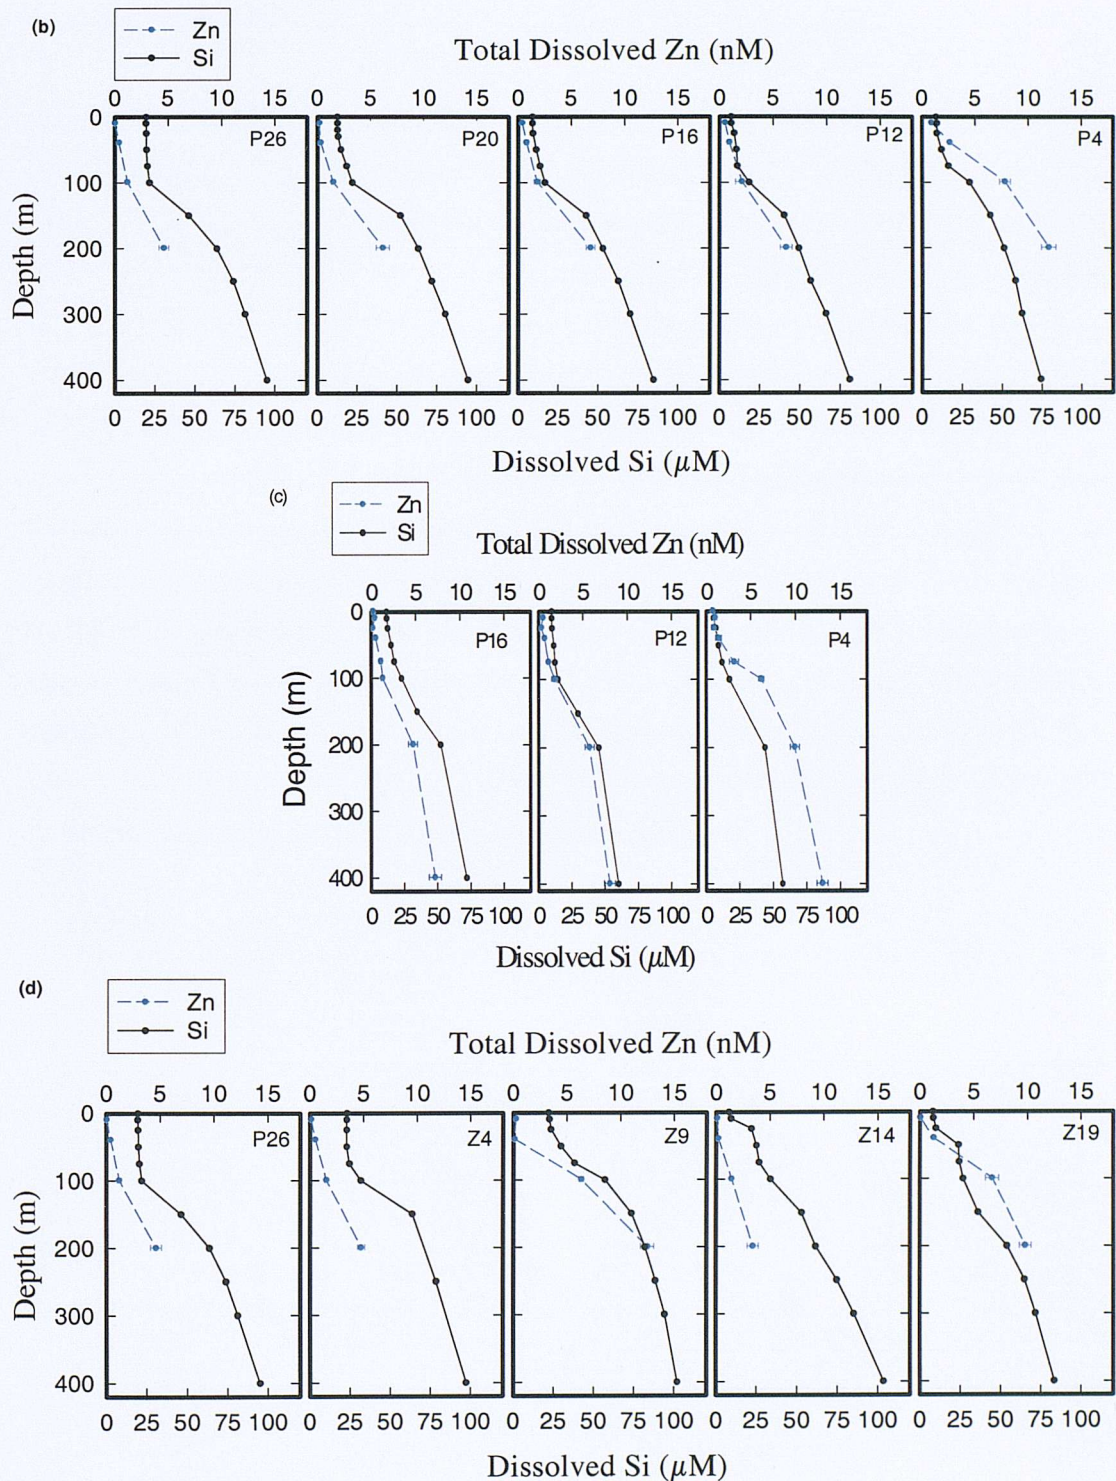 (b)
Zn
Si
Total Dissolved Zn (nM)
0 5 10 15 0 5 10 15 0 5 10 15 0 5 10 15 0 5 10 15
P26 P20 P16 P12 P4
0
100
200
300
400
Depth (m)
0 25 50 75 100 0 25 50 75 100 0 25 50 75 100 0 25 50 75 100 0 25 50 75 100
Dissolved Si (μM)
(c)
Zn
Si
Total Dissolved Zn (nM)
0 5 10 15 0 5 10 15 0 5 10 15
P16 P12 P4
0
100
200
300
400
Depth (m)
0 25 50 75 100 0 25 50 75 100 0 25 50 75 100
Dissolved Si (μM)
(d)
Zn
Si
Total Dissolved Zn (nM)
0 5 10 15 0 5 10 15 0 5 10 15 0 5 10 15 0 5 10 15
P26 Z4 Z9 Z14 Z19
0
100
200
300
400
Depth (m)
0 25 50 75 100 0 25 50 75 100 0 25 50 75 100 0 25 50 75 100 0 25 50 75 100
Dissolved Si (μM)